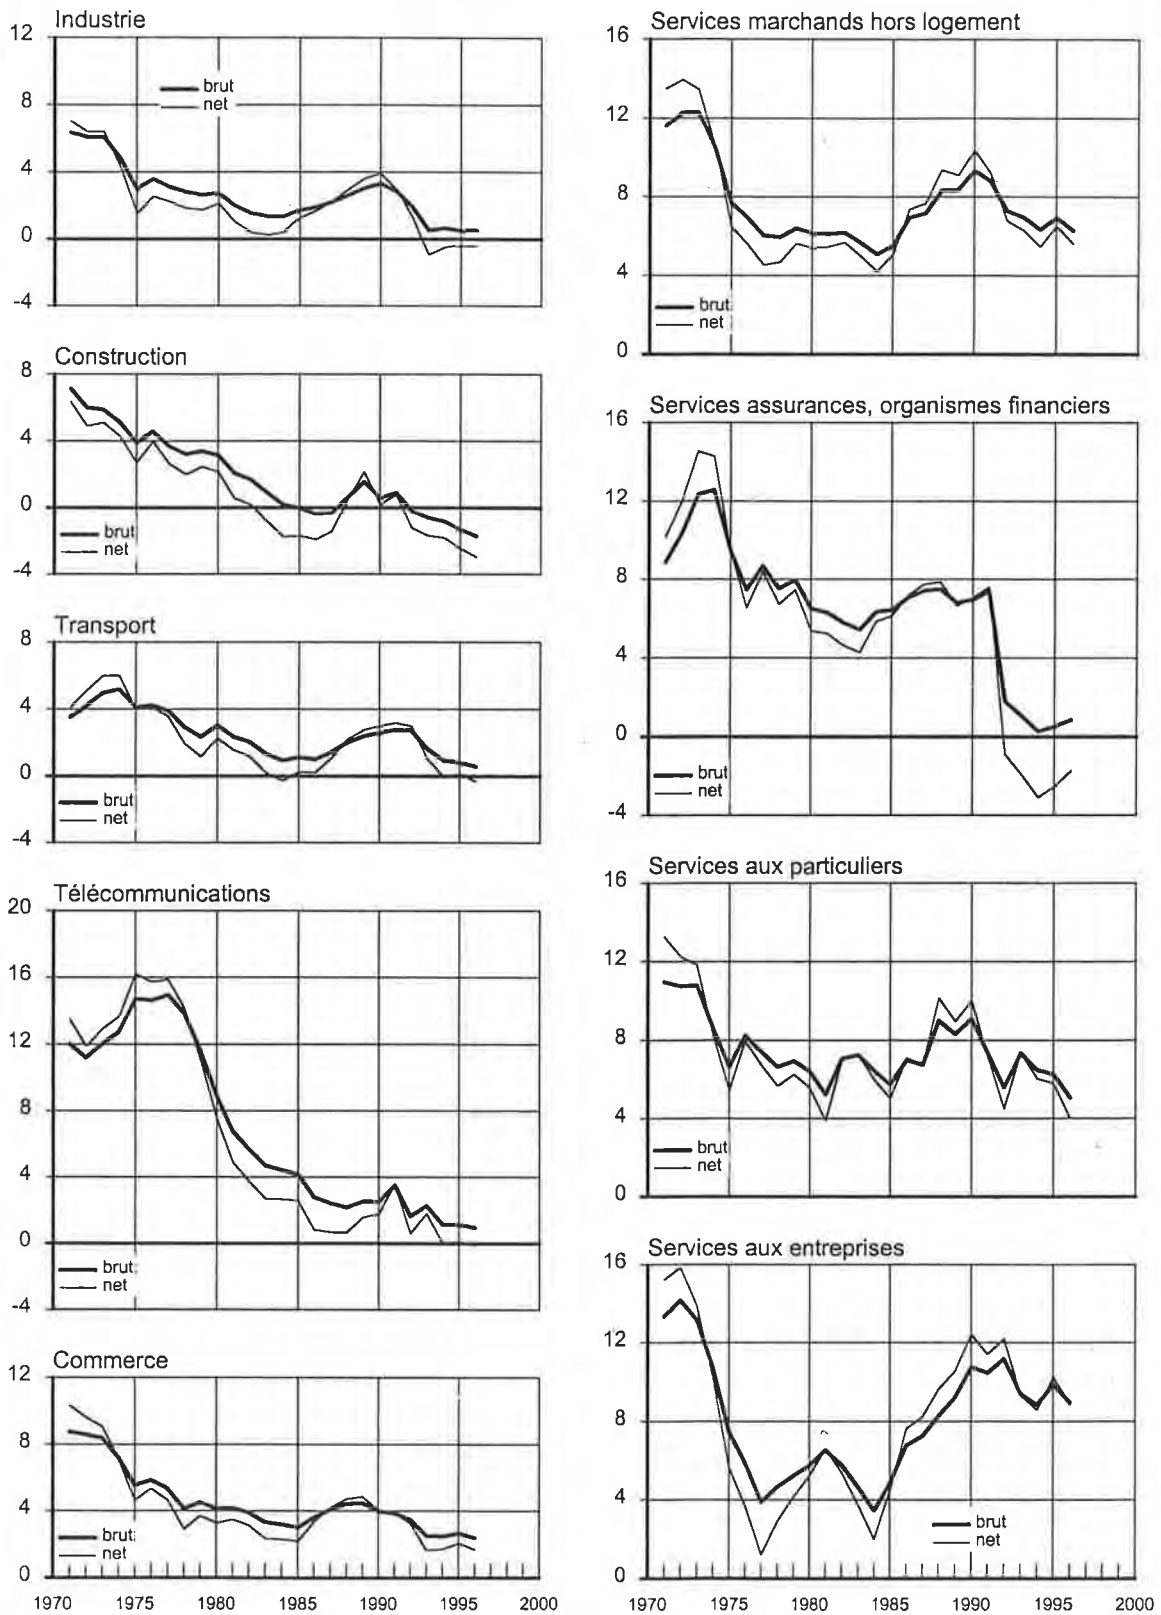 Industrie
12
8
4
0
-4
brut
net
Construction
8
4
0
-4
brut
net
Transport
8
4
0
-4
brut
net
Télécommunications
20
16
12
8
4
0
-4
brut
net
Commerce
12
8
4
0
brut
net
1970 1975 1980 1985 1990 1995 2000
Services marchands hors logement
16
12
8
4
0
brut
net
Services assurances, organismes financiers
16
12
8
4
0
-4
brut
net
Services aux particuliers
16
12
8
4
0
brut
net
Services aux entreprises
16
12
8
4
0
brut
net
1970 1975 1980 1985 1990 1995 2000